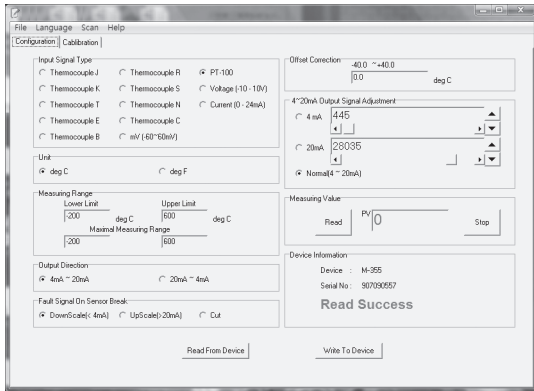 File Language Scan Help
Configuration Cablibration
Input Signal Type
Thermocouple J Thermocouple R PT-100
Thermocouple K Thermocouple S Voltage (-10 - 10V)
Thermocouple T Thermocouple N Current (0 - 24mA)
Thermocouple E Thermocouple C
Thermocouple B mV (-60~60mV)
Unit
deg C deg F
Measuring Range
Lower Limit Upper Limit
-200 deg C 600 deg C
Maximal Measuring Range
-200 600
Output Direction
4mA ~ 20mA 20mA ~ 4mA
Fault Signal On Sensor Break
DownScale(< 4mA) UpScale(>20mA) Cut
Offset Correction
-40.0 ~+40.0
0.0 deg C
4~20mA Output Signal Adjustment
4 mA 445
20mA 28035
Normal(4 ~ 20mA)
Measuring Value
Read PV 0 Stop
Device Information
Device : M-355
Serial No : 907090557
Read Success
Read From Device Write To Device